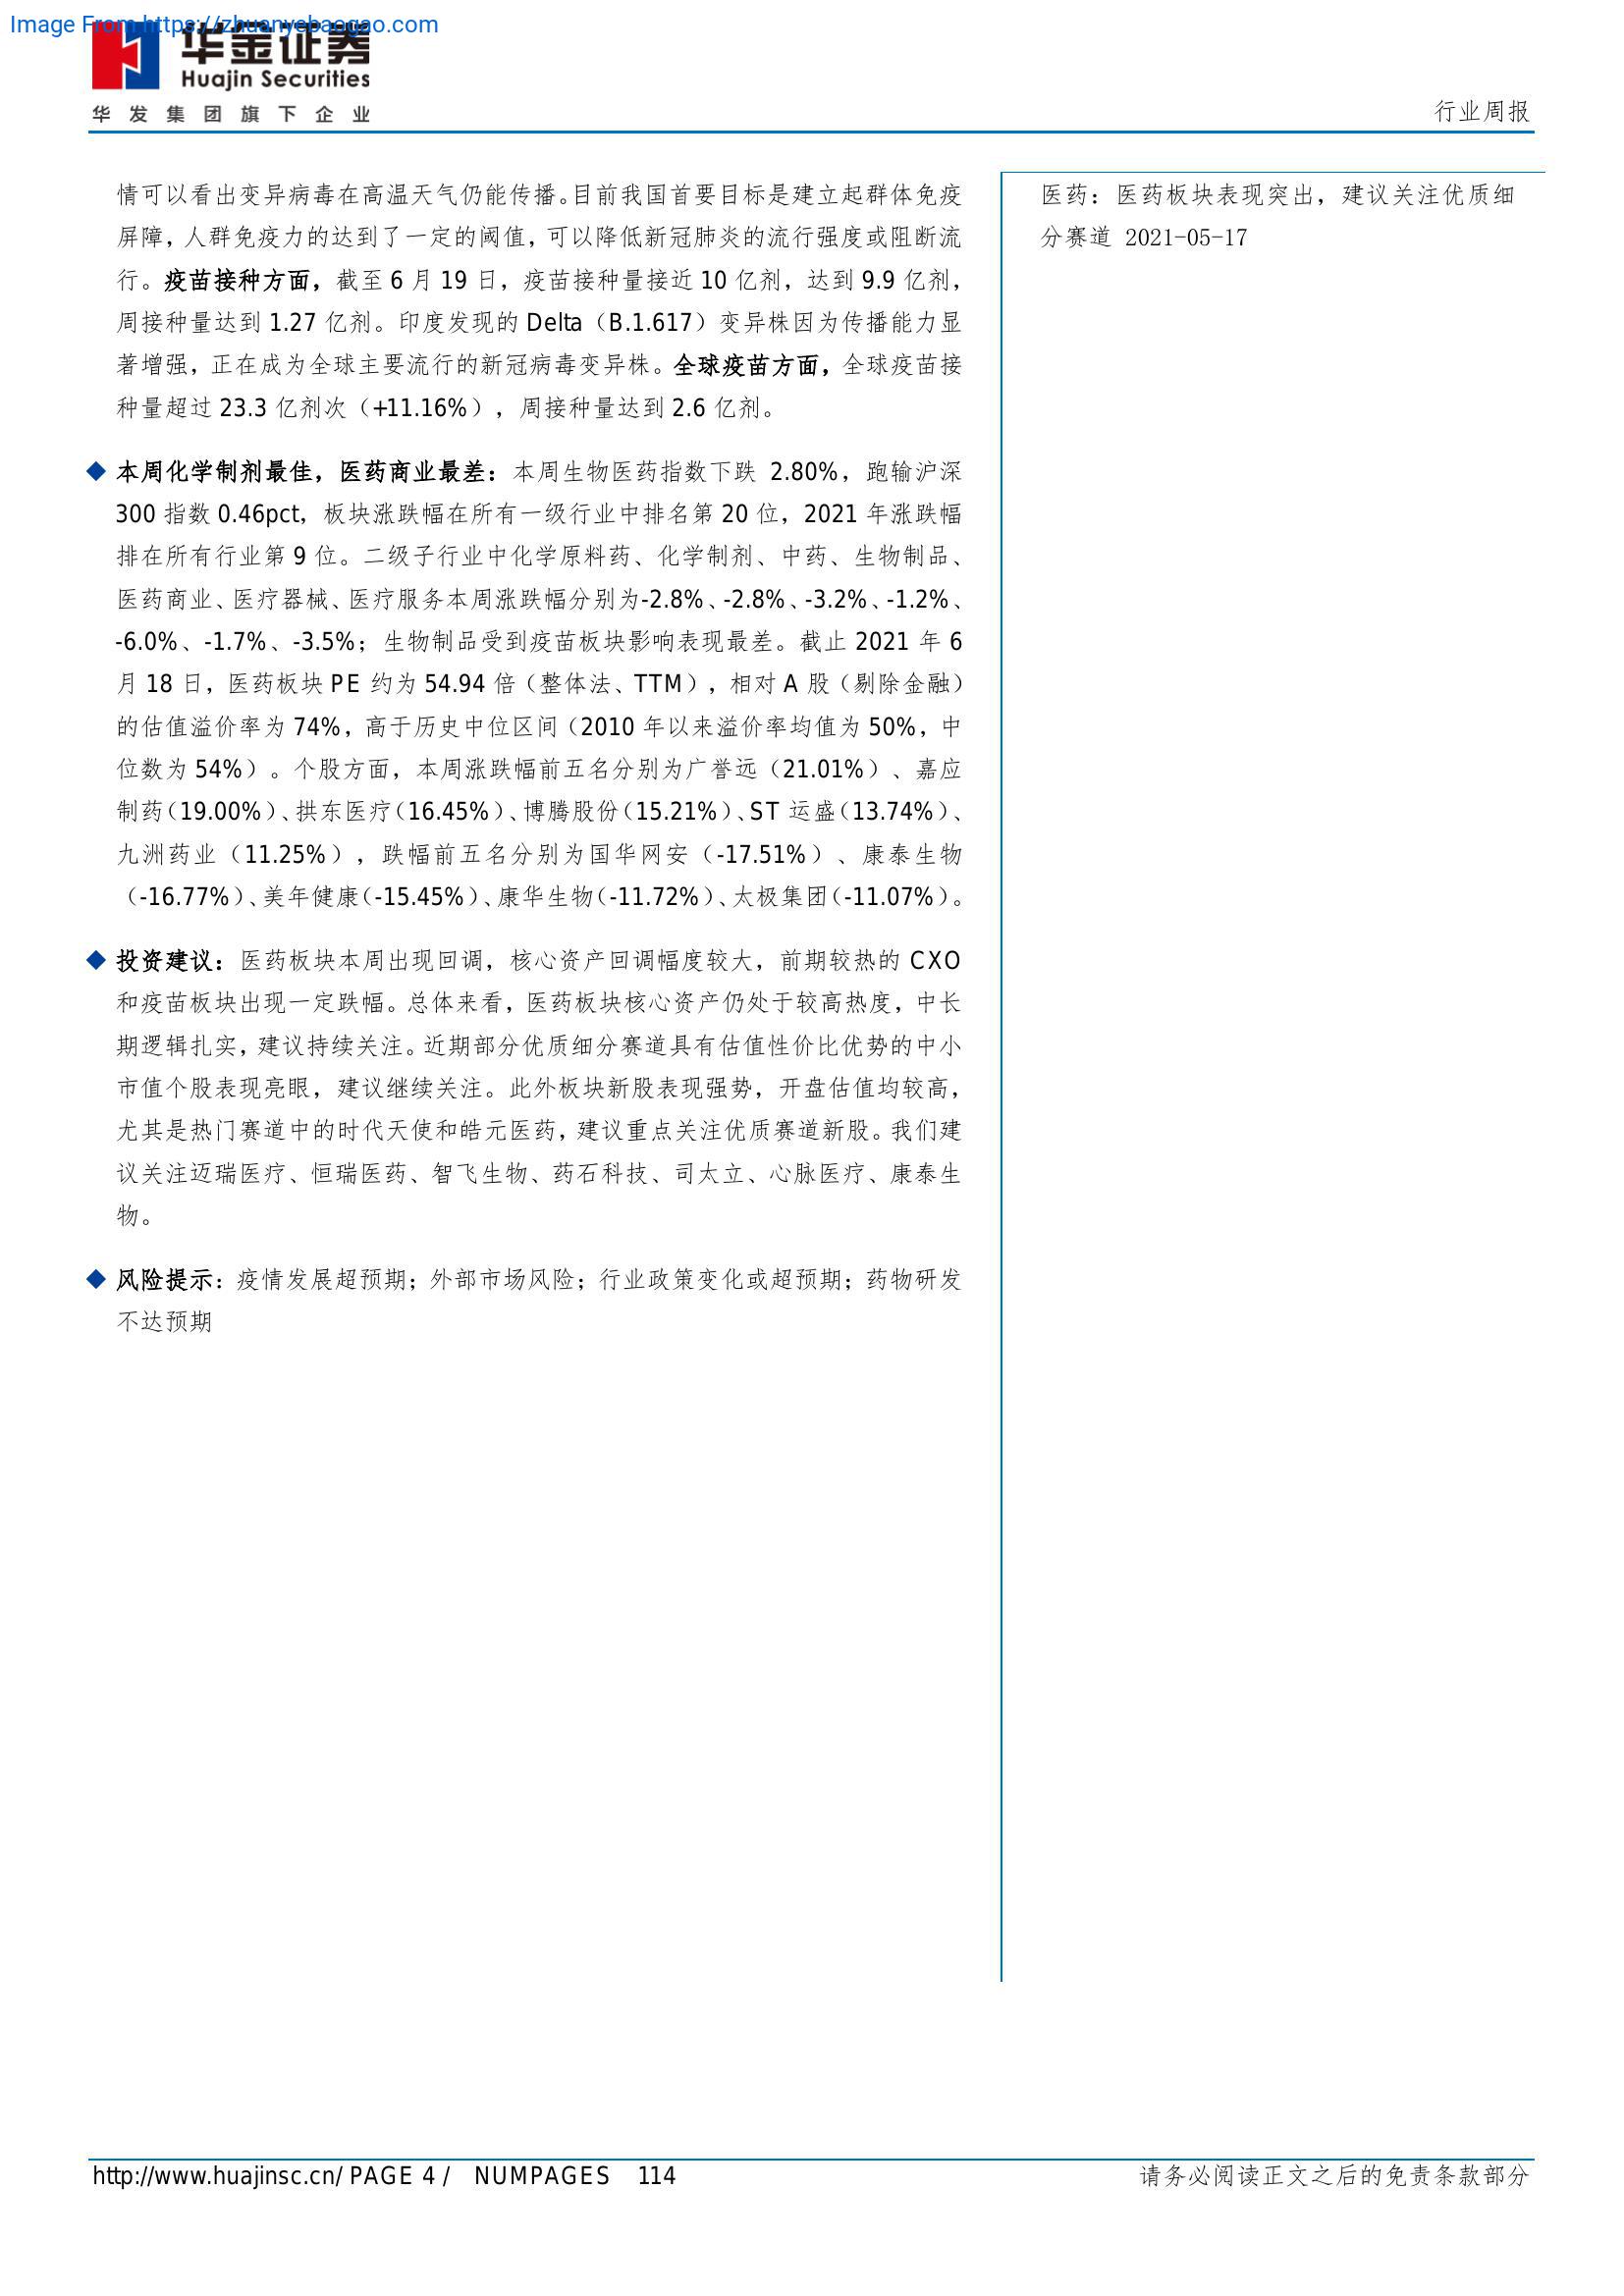 Image From https://zhuanyebaogao.com
华金证券
Huajin Securities
华发集团旗下企业
行业周报
情可以看出变异病毒在高温天气仍能传播。目前我国首要目标是建立起群体免疫
屏障，人群免疫力的达到了一定的阈值，可以降低新冠肺炎的流行强度或阻断流
行。疫苗接种方面，截至 6 月 19 日，疫苗接种量接近 10 亿剂，达到 9.9 亿剂，
周接种量达到 1.27 亿剂。印度发现的 Delta（B.1.617）变异株因为传播能力显
著增强，正在成为全球主要流行的新冠病毒变异株。全球疫苗方面，全球疫苗接
种量超过 23.3 亿剂次（+11.16%），周接种量达到 2.6 亿剂。
◆ 本周化学制剂最佳，医药商业最差：本周生物医药指数下跌 2.80%，跑输沪深
300 指数 0.46pct，板块涨跌幅在所有一级行业中排名第 20 位，2021 年涨跌幅
排在所有行业第 9 位。二级子行业中化学原料药、化学制剂、中药、生物制品、
医药商业、医疗器械、医疗服务本周涨跌幅分别为-2.8%、-2.8%、-3.2%、-1.2%、
-6.0%、-1.7%、-3.5%；生物制品受到疫苗板块影响表现最差。截止 2021 年 6
月 18 日，医药板块 PE 约为 54.94 倍（整体法、TTM），相对 A 股（剔除金融）
的估值溢价率为 74%，高于历史中位区间（2010 年以来溢价率均值为 50%，中
位数为 54%）。个股方面，本周涨跌幅前五名分别为广誉远（21.01%）、嘉应
制药（19.00%）、拱东医疗（16.45%）、博腾股份（15.21%）、ST 运盛（13.74%）、
九洲药业（11.25%），跌幅前五名分别为国华网安（-17.51%）、康泰生物
（-16.77%）、美年健康（-15.45%）、康华生物（-11.72%）、太极集团（-11.07%）。
◆ 投资建议：医药板块本周出现回调，核心资产回调幅度较大，前期较热的 CXO
和疫苗板块出现一定跌幅。总体来看，医药板块核心资产仍处于较高热度，中长
期逻辑扎实，建议持续关注。近期部分优质细分赛道具有估值性价比优势的中小
市值个股表现亮眼，建议继续关注。此外板块新股表现强势，开盘估值均较高，
尤其是热门赛道中的时代天使和皓元医药，建议重点关注优质赛道新股。我们建
议关注迈瑞医疗、恒瑞医药、智飞生物、药石科技、司太立、心脉医疗、康泰生
物。
◆ 风险提示：疫情发展超预期；外部市场风险；行业政策变化或超预期；药物研发
不达预期
医药：医药板块表现突出，建议关注优质细
分赛道 2021-05-17
http://www.huajinsc.cn/ PAGE 4 / NUMPAGES 114
请务必阅读正文之后的免责条款部分